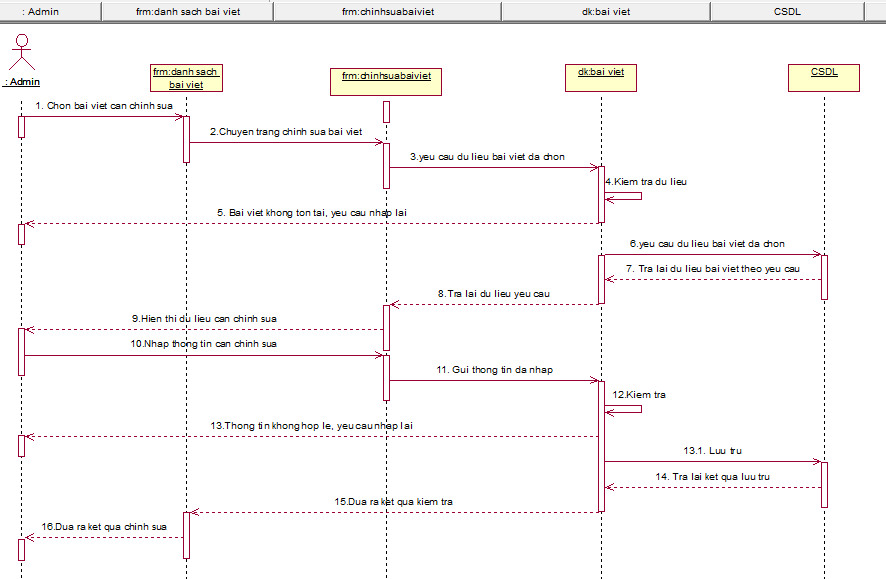 : Admin
frm:danh sach bai viet
frm:chinhsuabaiviet
dk:bai viet
CSDL
: Admin
frm:danh sach
bai viet
frm:chinhsuabaiviet
dk:bai viet
CSDL
1. Chon bai viet can chinh sua
2.Chuyen trang chinh sua bai viet
3.yeu cau du lieu bai viet da chon
4.Kiem tra du lieu
5. Bai viet khong ton tai, yeu cau nhap lai
6.yeu cau du lieu bai viet da chon
7. Tra lai du lieu bai viet theo yeu cau
8.Tra lai du lieu yeu cau
9.Hien thi du lieu can chinh sua
10.Nhap thong tin can chinh sua
11. Gui thong tin da nhap
12.Kiem tra
13.Thong tin khong hop le, yeu cau nhap lai
13.1. Luu tru
14. Tra lai ket qua luu tru
15.Dua ra ket qua kiem tra
16.Dua ra ket qua chinh sua